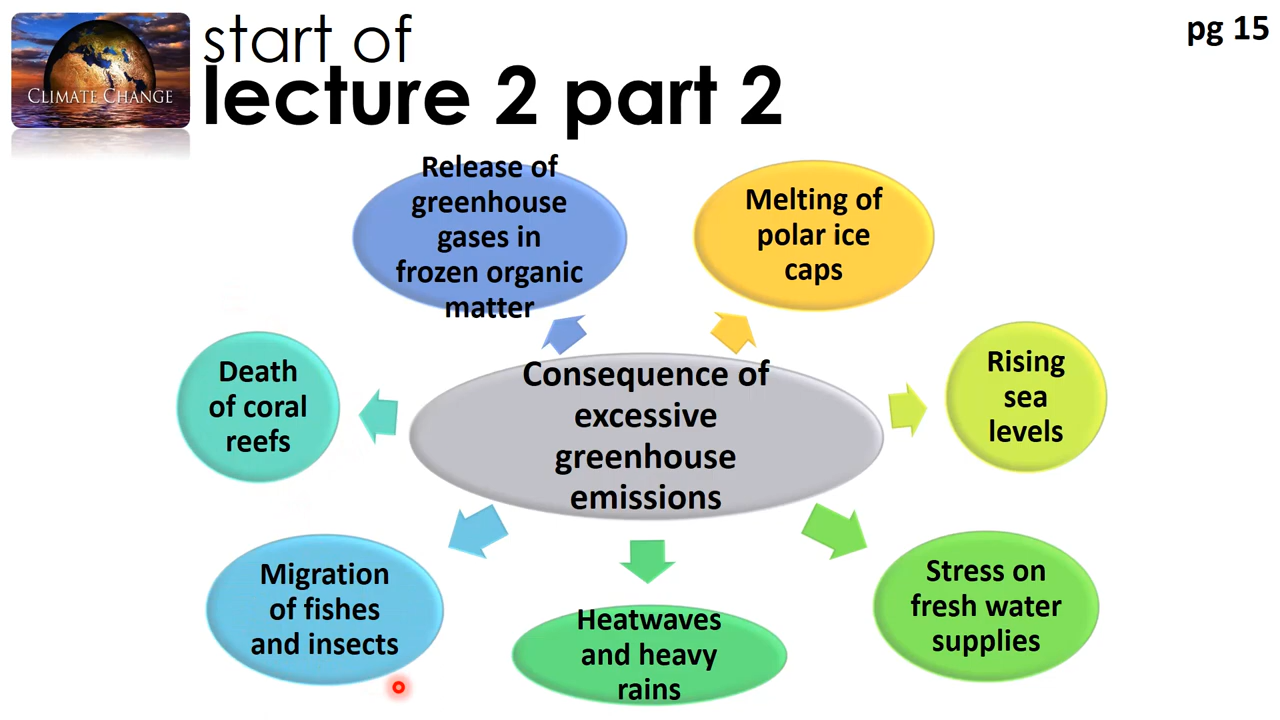 start of
lecture 2 part 2
pg 15
CLIMATE CHANGE
Release of
greenhouse
gases in
frozen organic
matter
Melting of
polar ice
caps
Death
of coral
reefs
Consequence of
excessive
greenhouse
emissions
Rising
sea
levels
Migration
of fishes
and insects
Heatwaves
and heavy
rains
Stress on
fresh water
supplies